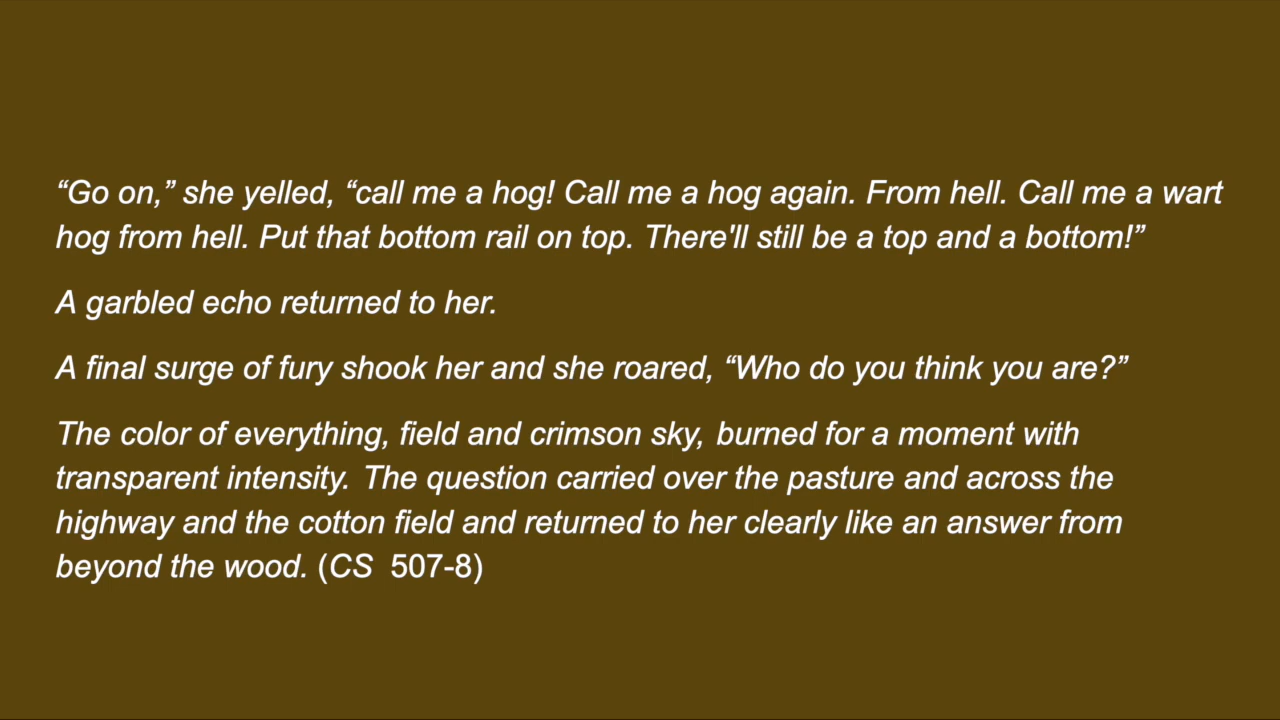 “Go on,” she yelled, “call me a hog! Call me a hog again. From hell. Call me a wart
hog from hell. Put that bottom rail on top. There'll still be a top and a bottom!”
A garbled echo returned to her.
A final surge of fury shook her and she roared, “Who do you think you are?”
The color of everything, field and crimson sky, burned for a moment with
transparent intensity. The question carried over the pasture and across the
highway and the cotton field and returned to her clearly like an answer from
beyond the wood. (CS 507-8)